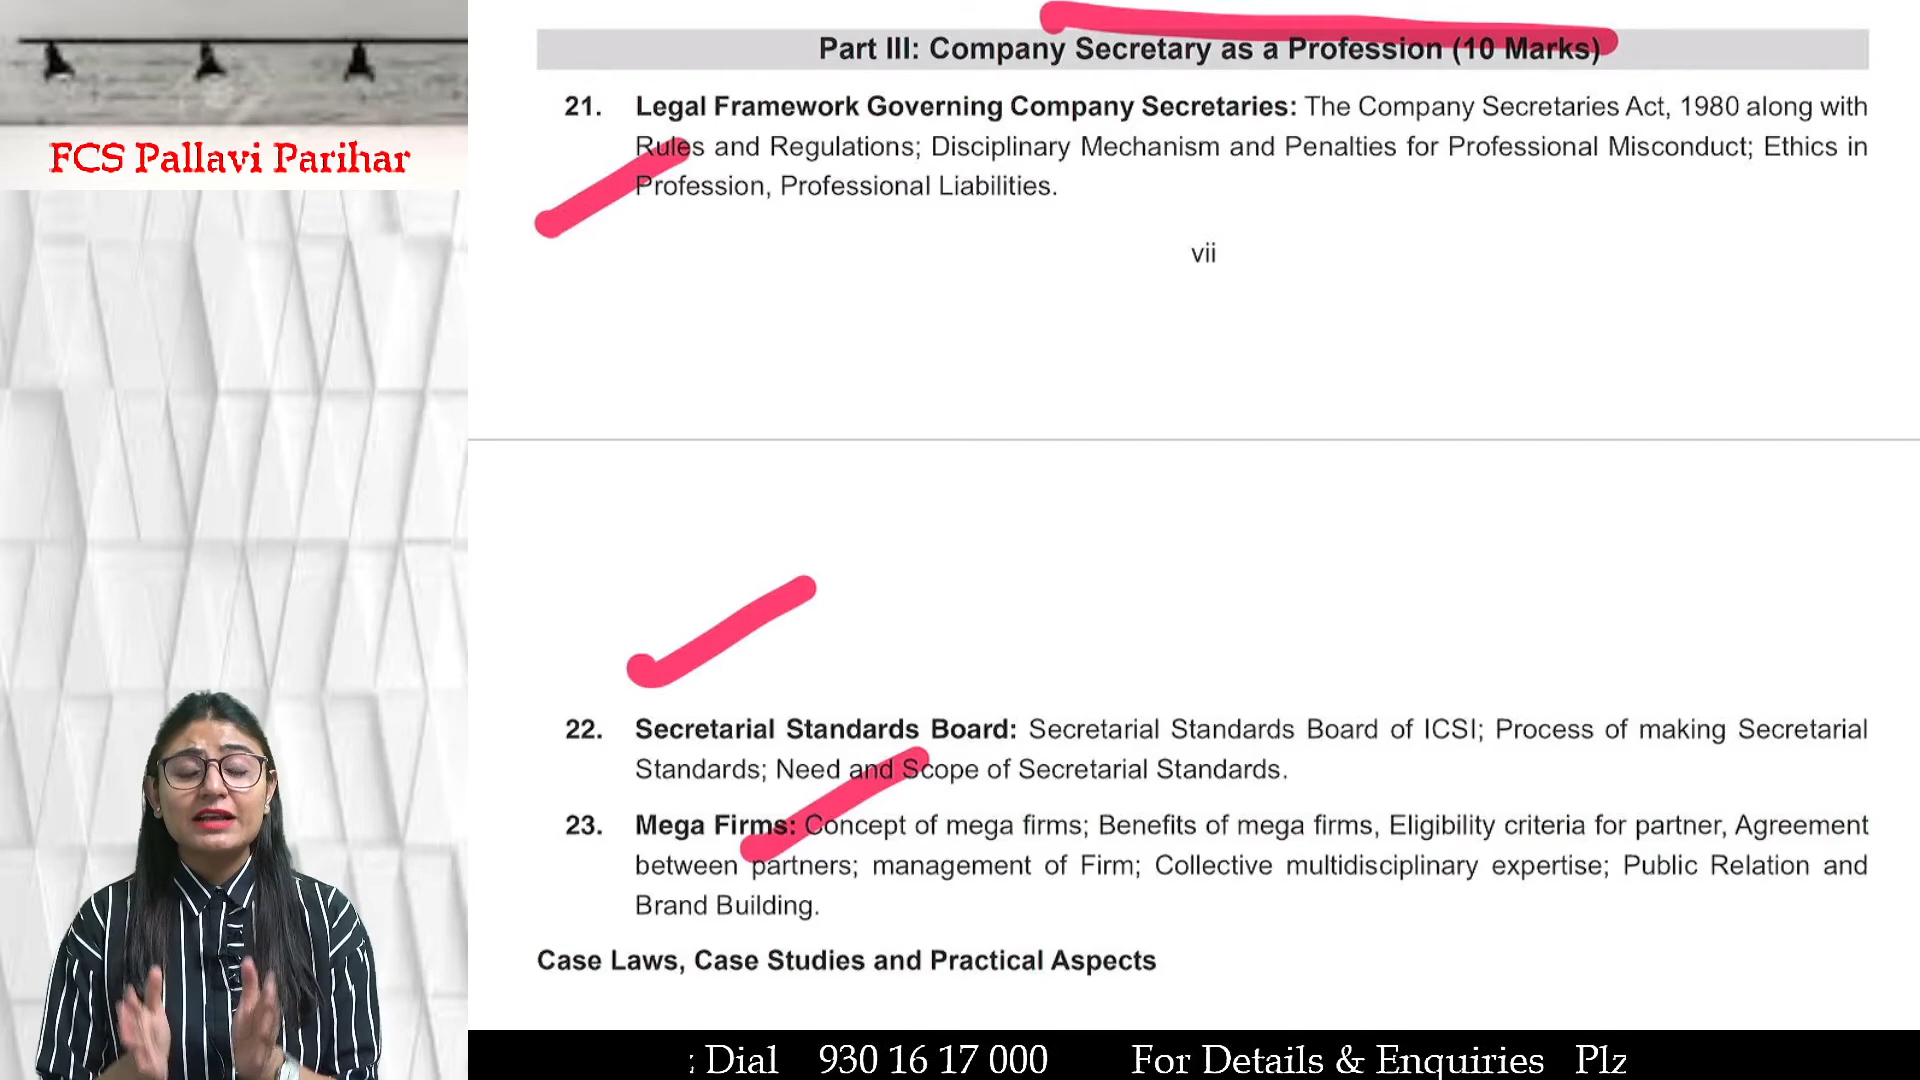 FCS Pallavi Parihar
Part III: Company Secretary as a Profession (10 Marks)
21. Legal Framework Governing Company Secretaries: The Company Secretaries Act, 1980 along with
Rules and Regulations; Disciplinary Mechanism and Penalties for Professional Misconduct; Ethics in
Profession, Professional Liabilities.
vii
22. Secretarial Standards Board: Secretarial Standards Board of ICSI; Process of making Secretarial
Standards; Need and Scope of Secretarial Standards.
23. Mega Firms: Concept of mega firms; Benefits of mega firms, Eligibility criteria for partner, Agreement
between partners; management of Firm; Collective multidisciplinary expertise; Public Relation and
Brand Building.
Case Laws, Case Studies and Practical Aspects
Dial 930 16 17 000 For Details & Enquiries Plz